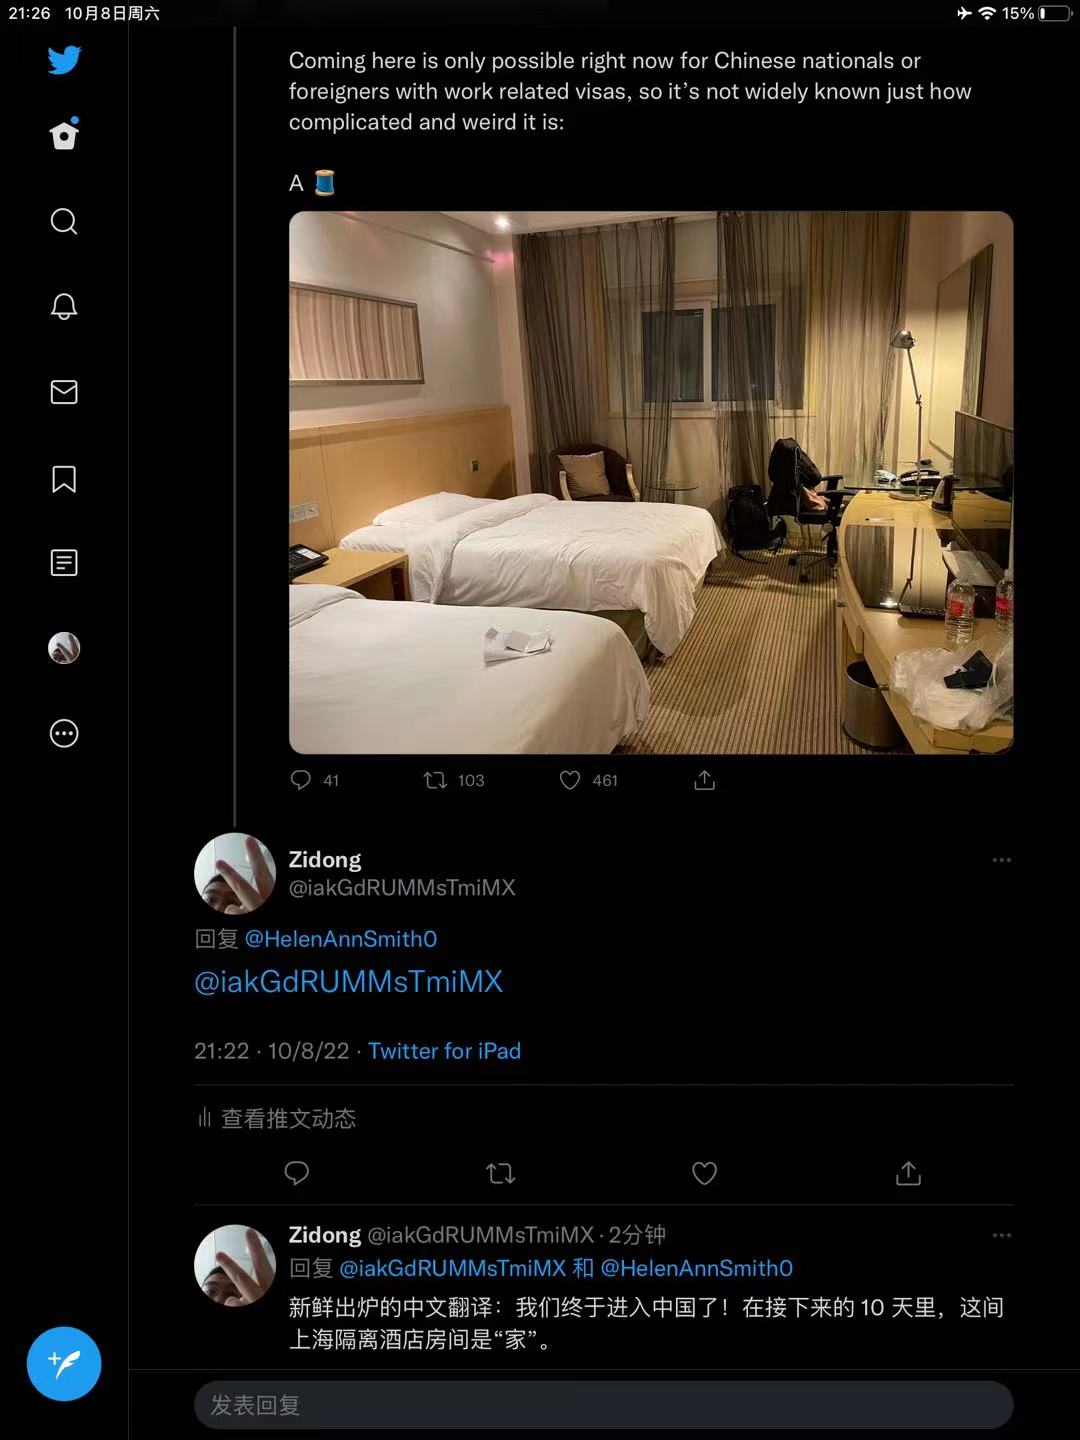 21:26 10月8日周六
15%
Coming here is only possible right now for Chinese nationals or
foreigners with work related visas, so it’s not widely known just how
complicated and weird it is:
A
41 103 461
Zidong
@iakGdRUMMsTmiMX
回复 @HelenAnnSmith0
@iakGdRUMMsTmiMX
21:22 · 10/8/22 · Twitter for iPad
查看推文动态
Zidong @iakGdRUMMsTmiMX · 2分钟
回复 @iakGdRUMMsTmiMX 和 @HelenAnnSmith0
新鲜出炉的中文翻译：我们终于进入中国了！在接下来的 10 天里，这间
上海隔离酒店房间是“家”。
发表回复